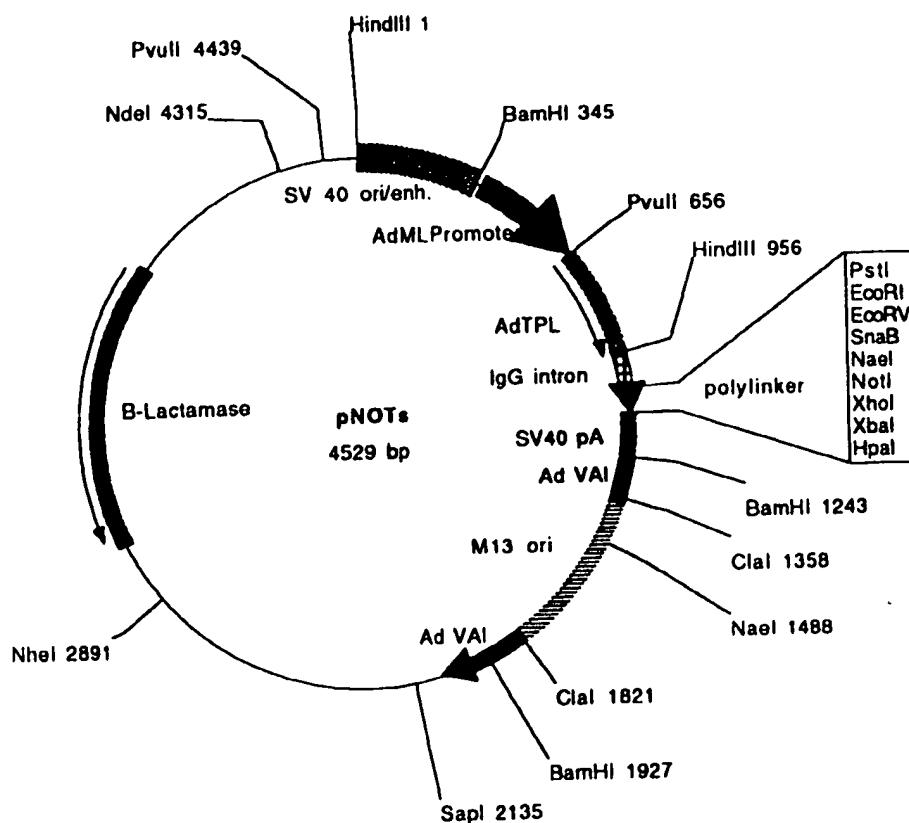 HindIII 1
PvuII 4439
NdeI 4315
BamHI 345
SV 40 ori/enh.
AdMLPromote
PvuII 656
HindIII 956
PstI
EcoRI
EcoRV
SnaB
NaeI
NotI
XhoI
XbaI
HpaI
AdTPL
IgG intron
polylinker
B-Lactamase
pNOTs
4529 bp
SV40 pA
Ad VAI
BamHI 1243
M13 ori
ClaI 1358
NaeI 1488
NheI 2891
Ad VAI
ClaI 1821
BamHI 1927
SapI 2135